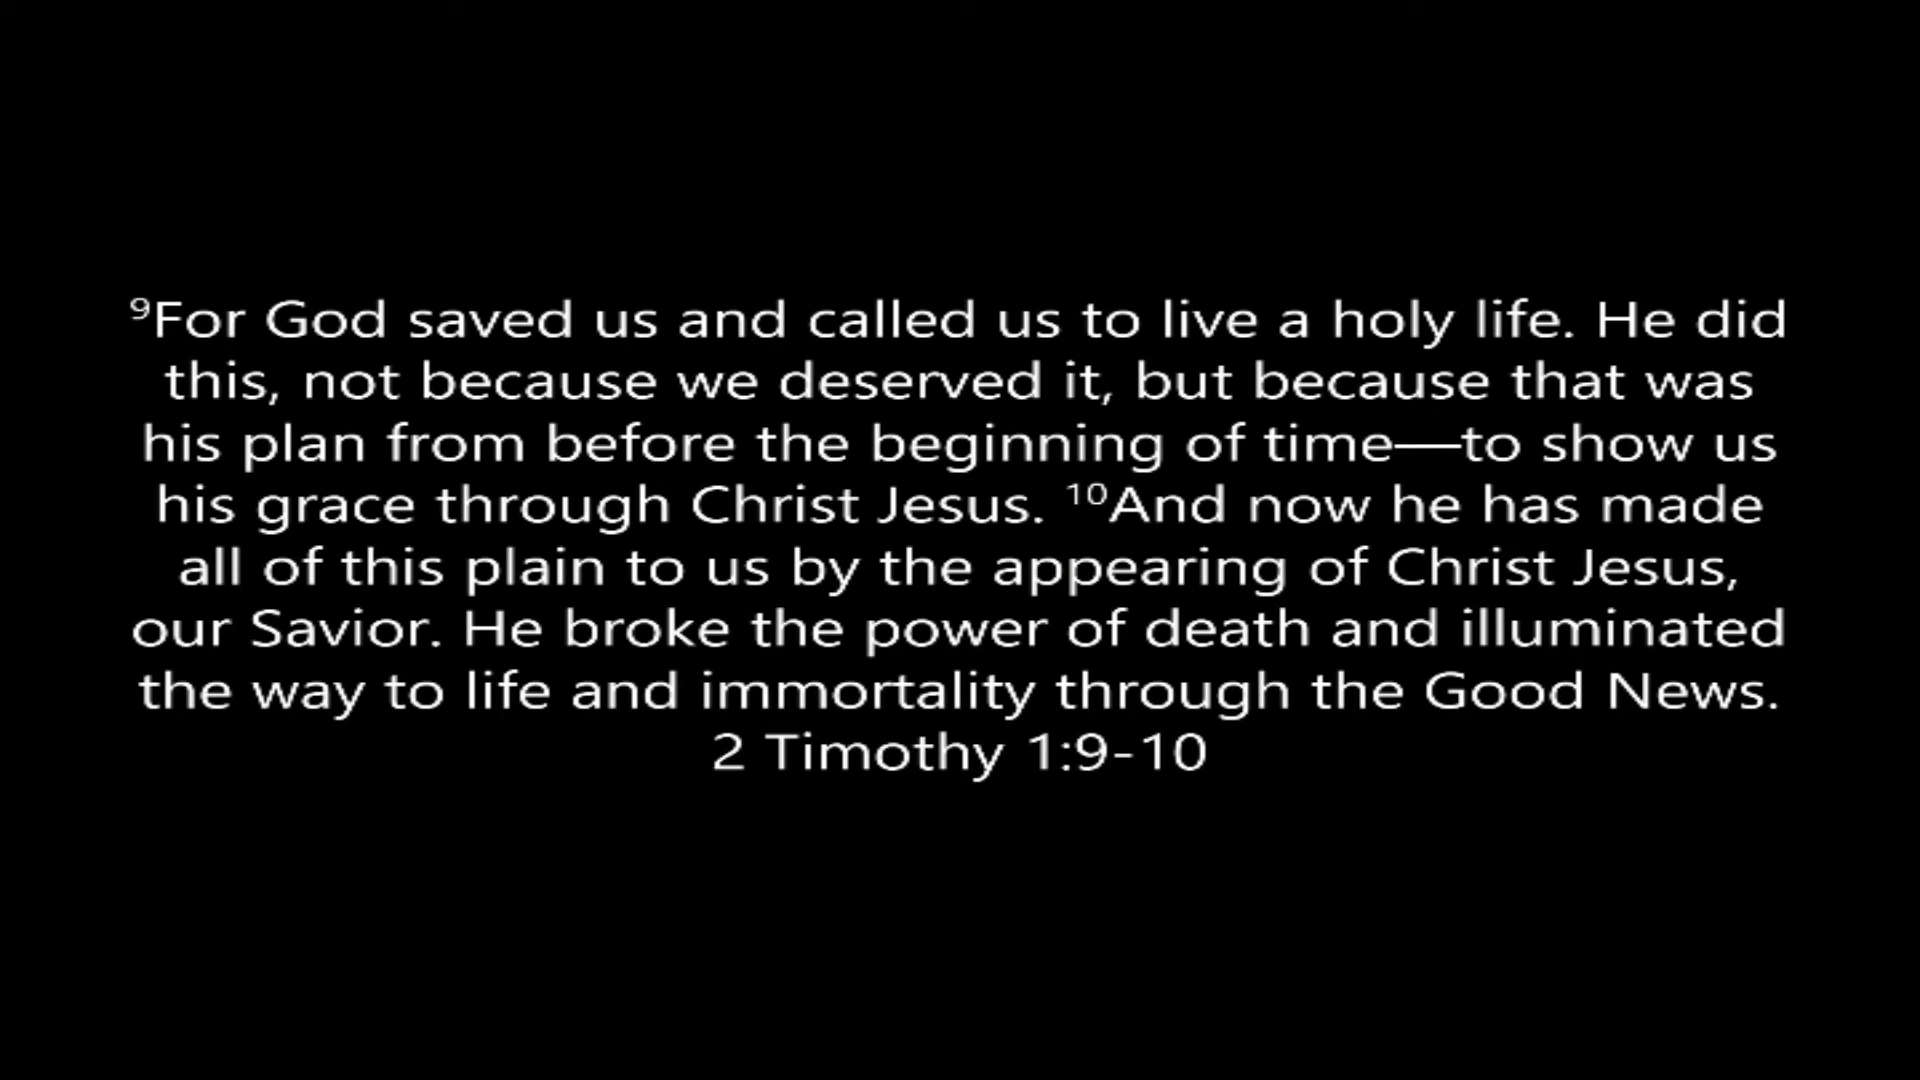 ⁹For God saved us and called us to live a holy life. He did
this, not because we deserved it, but because that was
his plan from before the beginning of time—to show us
his grace through Christ Jesus. ¹⁰And now he has made
all of this plain to us by the appearing of Christ Jesus,
our Savior. He broke the power of death and illuminated
the way to life and immortality through the Good News.
2 Timothy 1:9-10